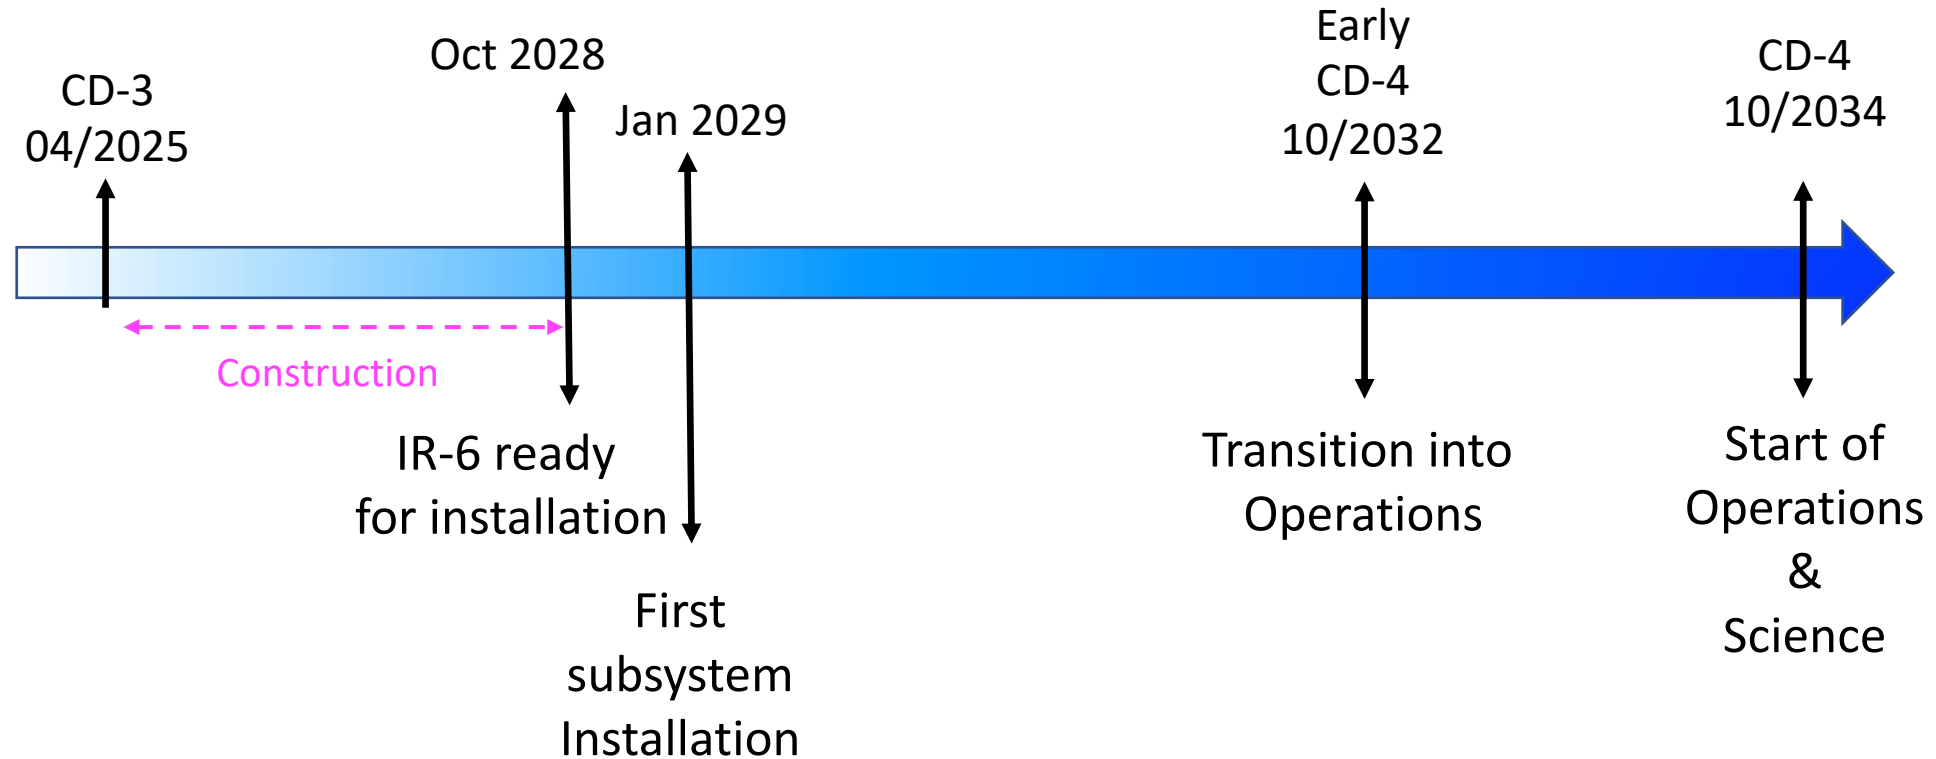 CD-3
04/2025
Oct 2028
Jan 2029
Early
CD-4
10/2032
CD-4
10/2034
Construction
IR-6 ready
for installation
First
subsystem
Installation
Transition into
Operations
Start of
Operations
&
Science